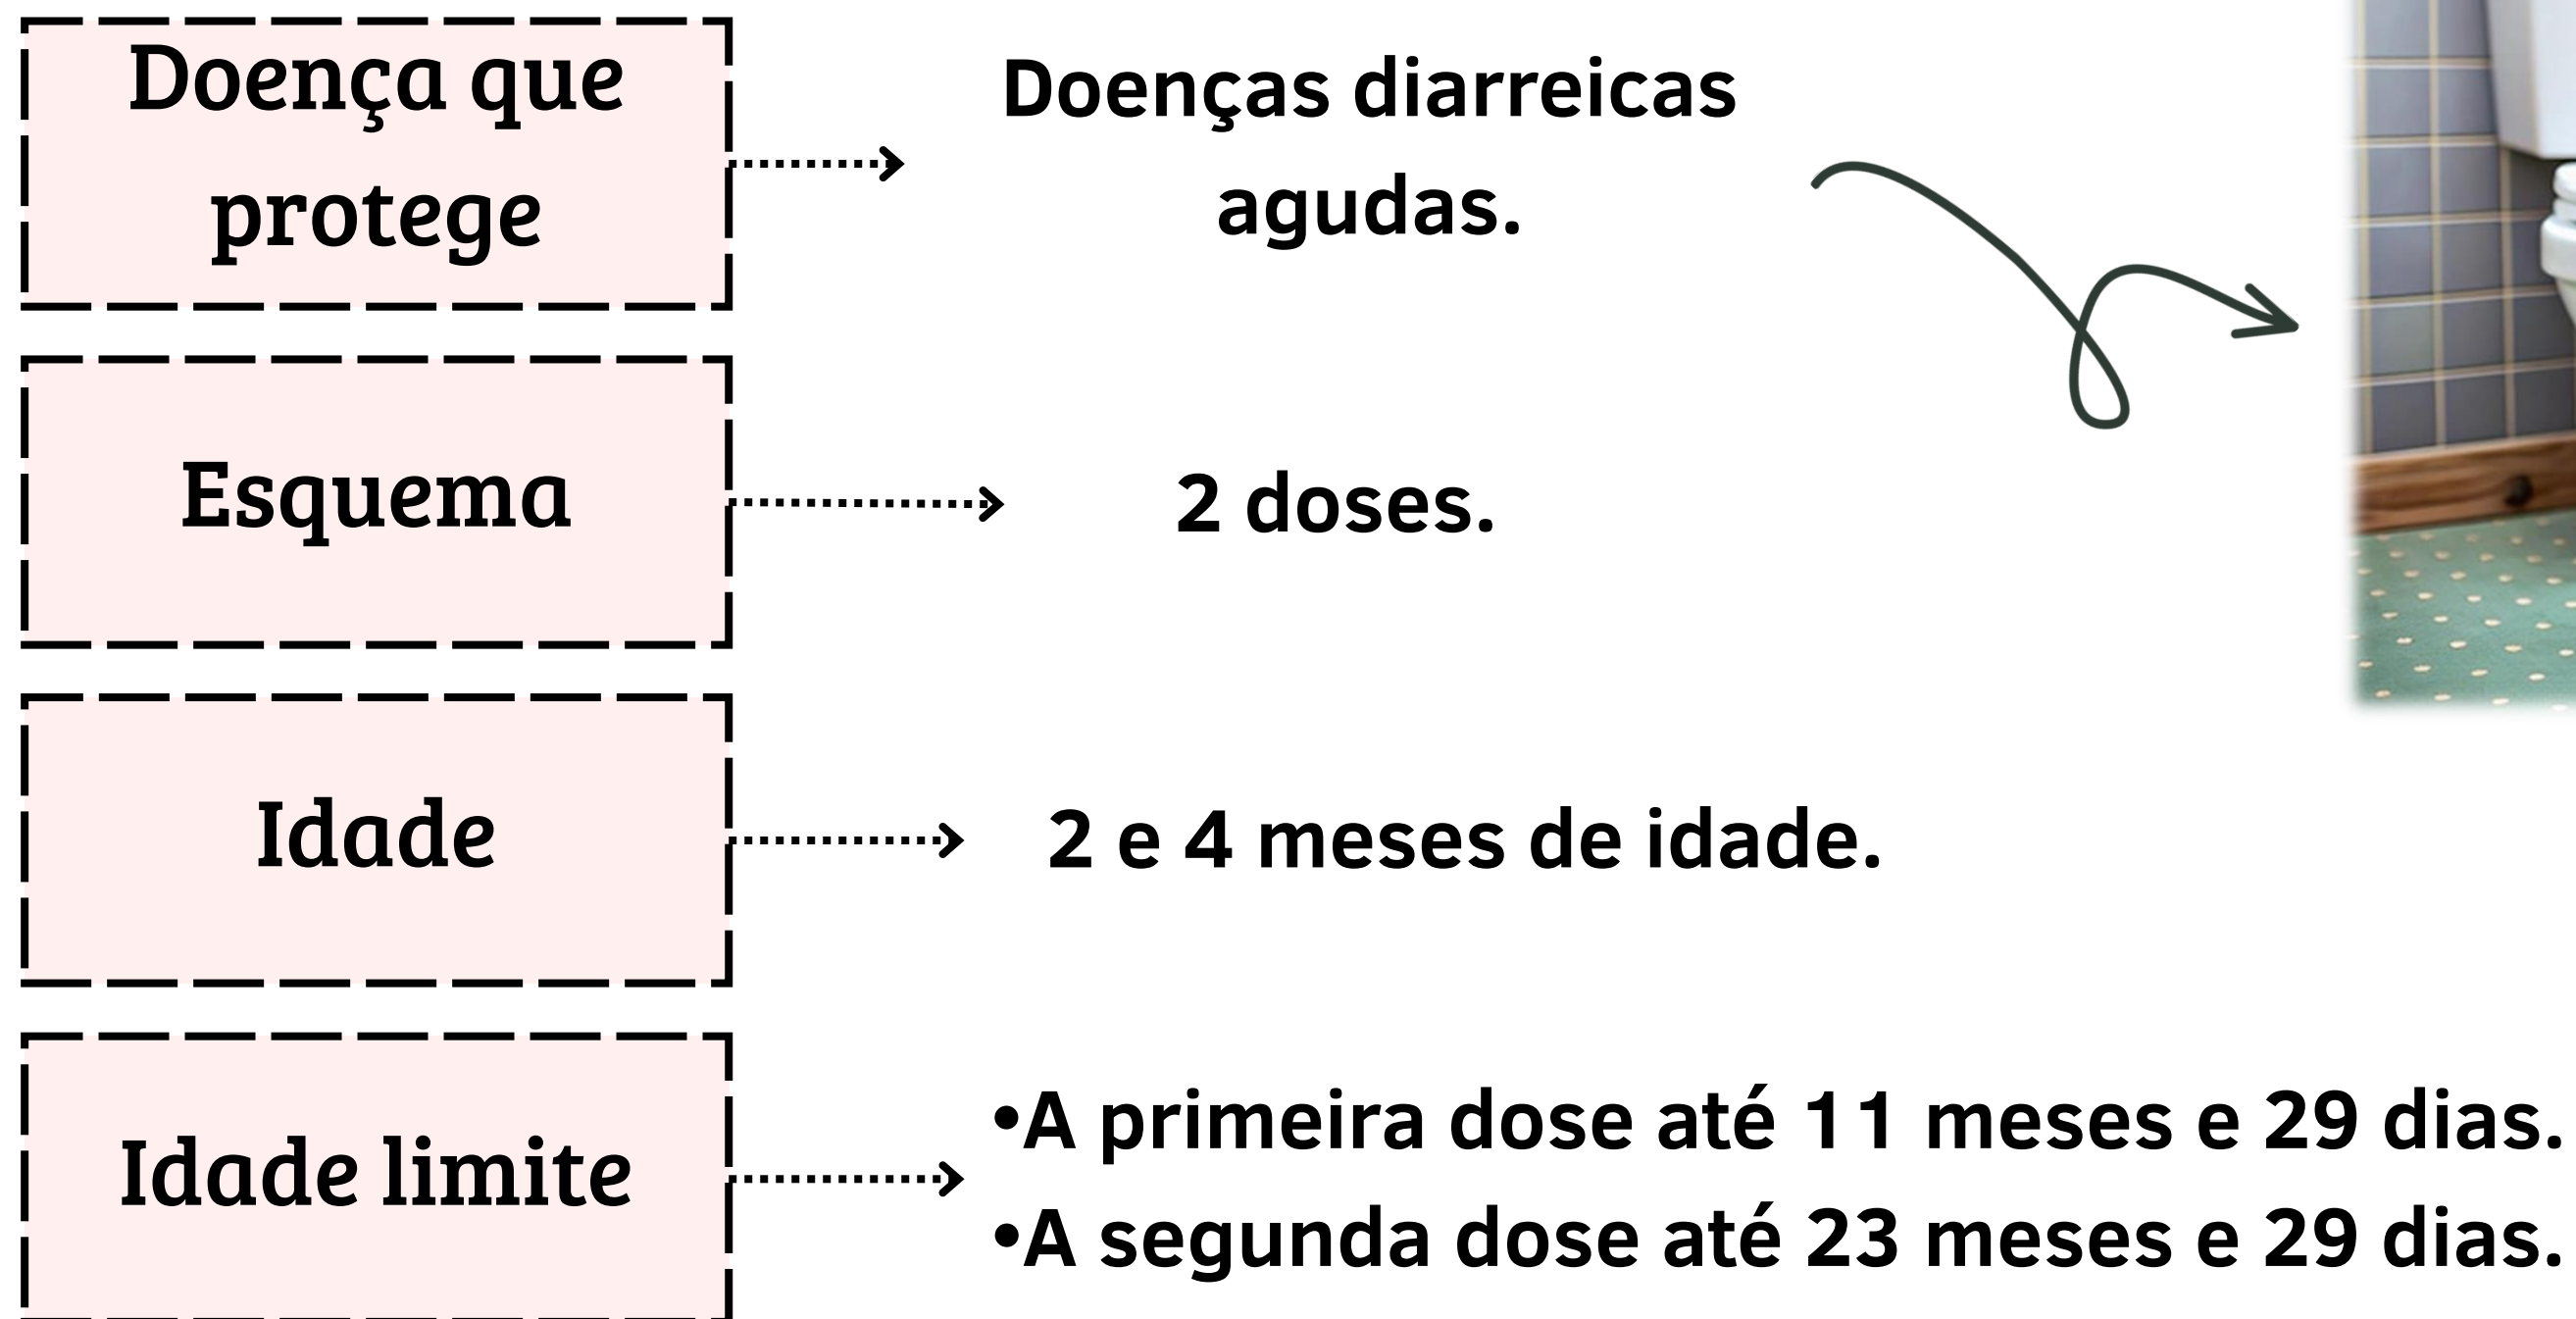 Doença que
protege
Doenças diarreicas
agudas.
Esquema
2 doses.
Idade
2 e 4 meses de idade.
Idade limite
•A primeira dose até 11 meses e 29 dias.
•A segunda dose até 23 meses e 29 dias.